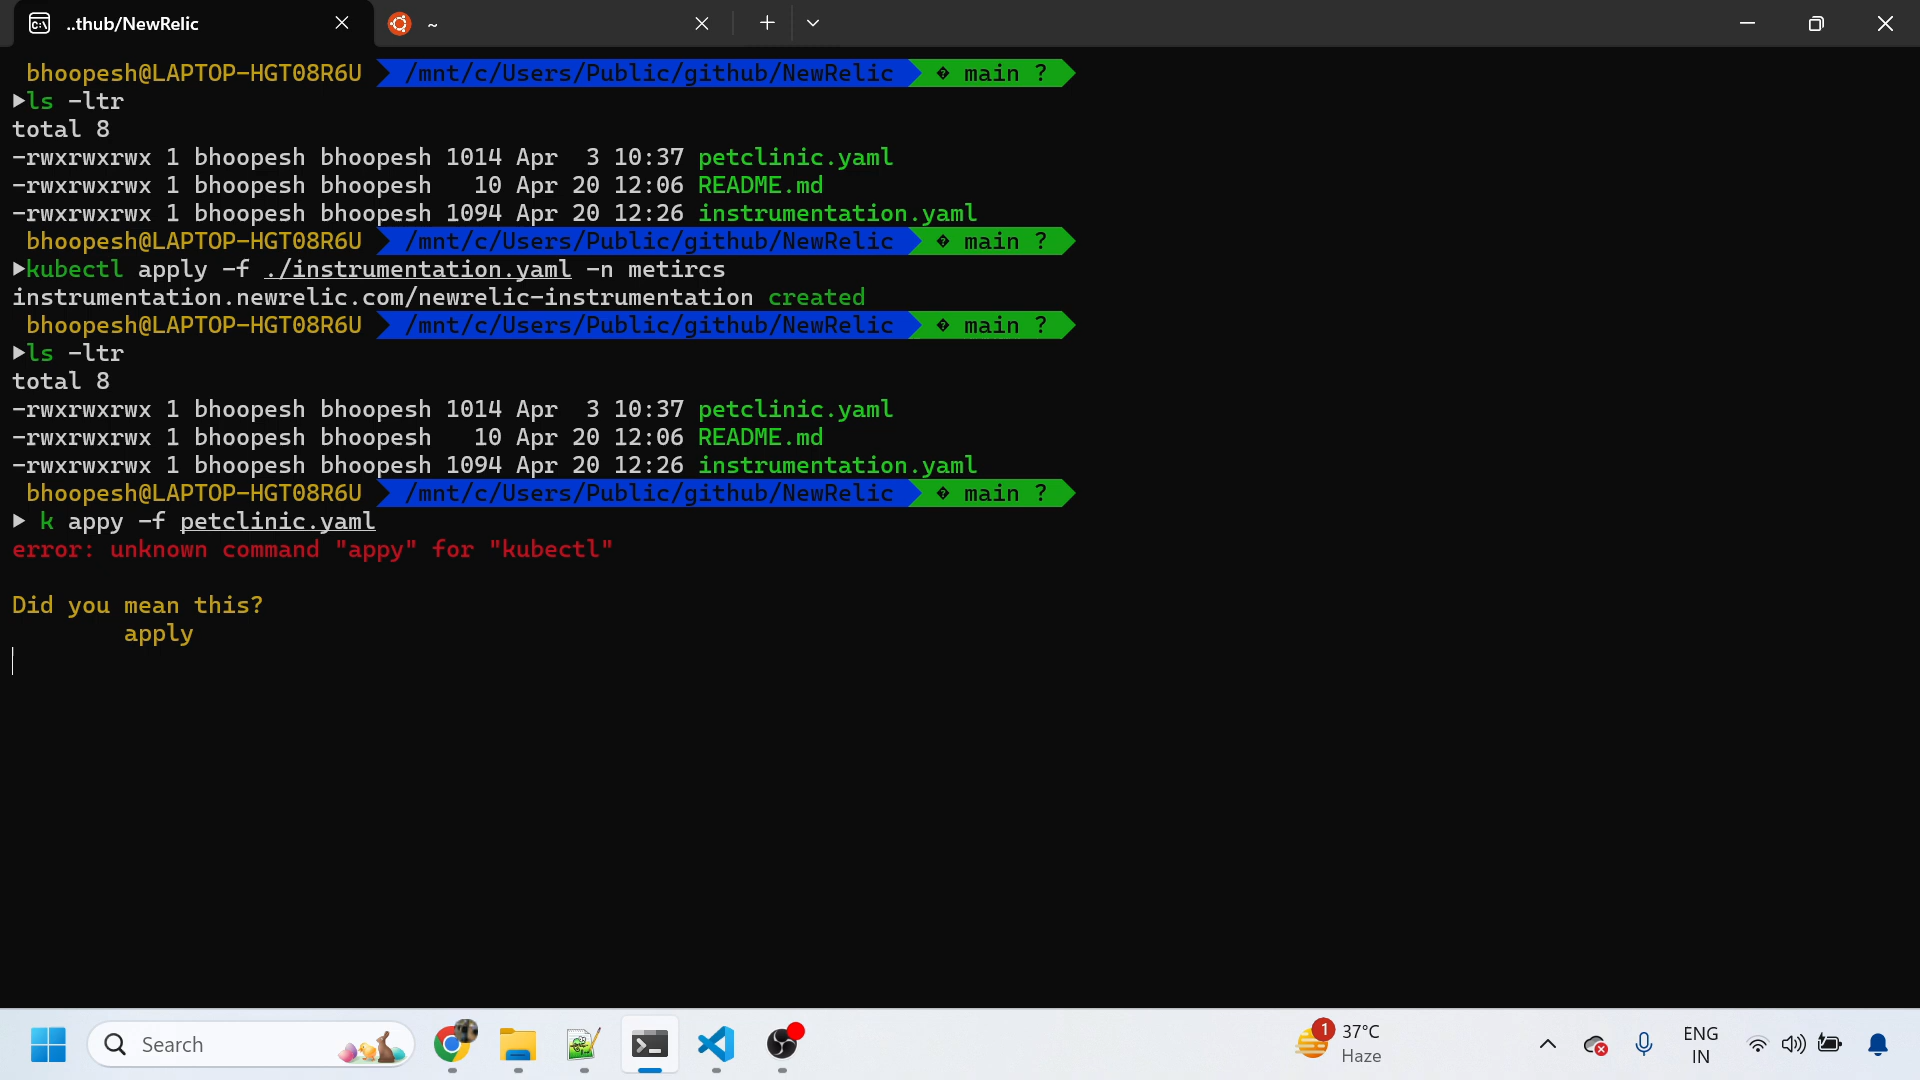 ..thub/NewRelic
~
bhoopesh@LAPTOP-HGT08R6U /mnt/c/Users/Public/github/NewRelic main ?
ls -ltr
total 8
-rwxrwxrwx 1 bhoopesh bhoopesh 1014 Apr  3 10:37 petclinic.yaml
-rwxrwxrwx 1 bhoopesh bhoopesh   10 Apr 20 12:06 README.md
-rwxrwxrwx 1 bhoopesh bhoopesh 1094 Apr 20 12:26 instrumentation.yaml
bhoopesh@LAPTOP-HGT08R6U /mnt/c/Users/Public/github/NewRelic main ?
kubectl apply -f ./instrumentation.yaml -n metircs
instrumentation.newrelic.com/newrelic-instrumentation created
bhoopesh@LAPTOP-HGT08R6U /mnt/c/Users/Public/github/NewRelic main ?
ls -ltr
total 8
-rwxrwxrwx 1 bhoopesh bhoopesh 1014 Apr  3 10:37 petclinic.yaml
-rwxrwxrwx 1 bhoopesh bhoopesh   10 Apr 20 12:06 README.md
-rwxrwxrwx 1 bhoopesh bhoopesh 1094 Apr 20 12:26 instrumentation.yaml
bhoopesh@LAPTOP-HGT08R6U /mnt/c/Users/Public/github/NewRelic main ?
k appy -f petclinic.yaml
error: unknown command "appy" for "kubectl"
Did you mean this?
apply
Search
1
37°C
Haze
ENG
IN